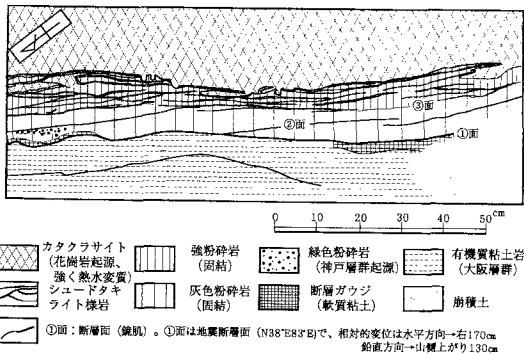 ③面
②面
①面
cm
0 10 20 30 40 50
カタクラサイト
(花崗岩起源、
強く熱水変質)
シュードタキ
ライト様岩
強粉砕岩
(固結)
灰色粉砕岩
(固結)
緑色粉砕岩
(神戸層群起源)
断層ガウジ
(軟質粘土)
有機質粘土岩
(大阪層群)
崩積土
①面:断層面(鏡肌)。①面は地震断層面(N38°E83°E)で、相対的変位は水平方向→右170cm
鉛直方向→山側上がり130cm